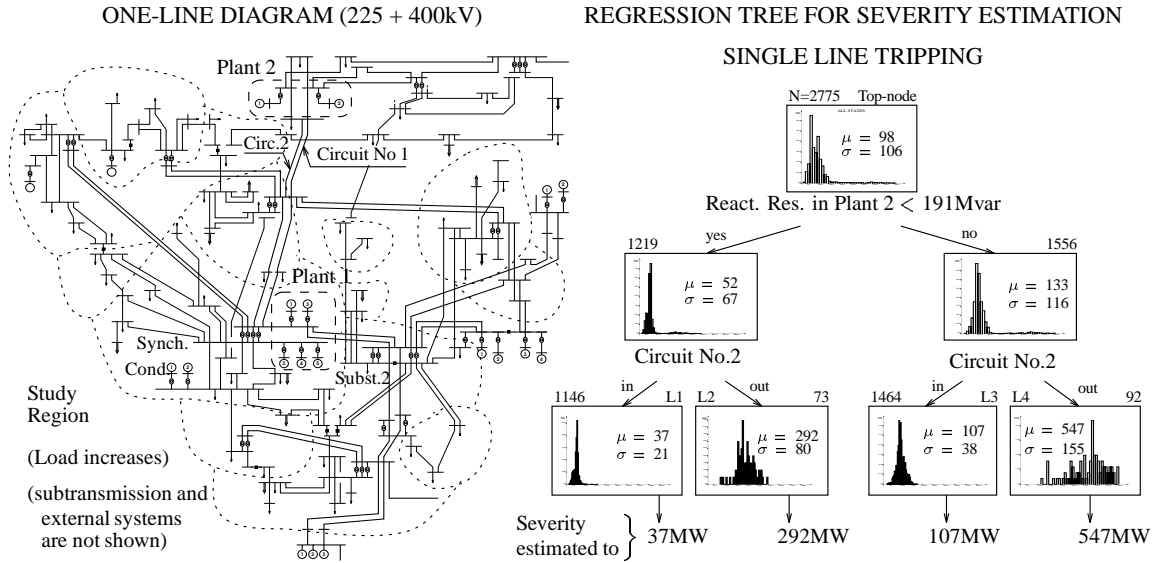 ONE-LINE DIAGRAM (225 + 400kV)
Plant 2
Circ.2
Circuit No 1
Plant 1
Synch.
Cond.
Subst.2
Study
Region
(Load increases)
(subtransmission and
external systems
are not shown)
REGRESSION TREE FOR SEVERITY ESTIMATION
SINGLE LINE TRIPPING
N=2775 Top-node
ALL-STATES
μ = 98
σ = 106
React. Res. in Plant 2 < 191Mvar
yes
no
1219
μ = 52
σ = 67
1556
μ = 133
σ = 116
Circuit No.2
Circuit No.2
in
out
in
out
1146 L1
μ = 37
σ = 21
L2 73
μ = 292
σ = 80
1464 L3
μ = 107
σ = 38
L4 92
μ = 547
σ = 155
Severity
estimated to
37MW
292MW
107MW
547MW